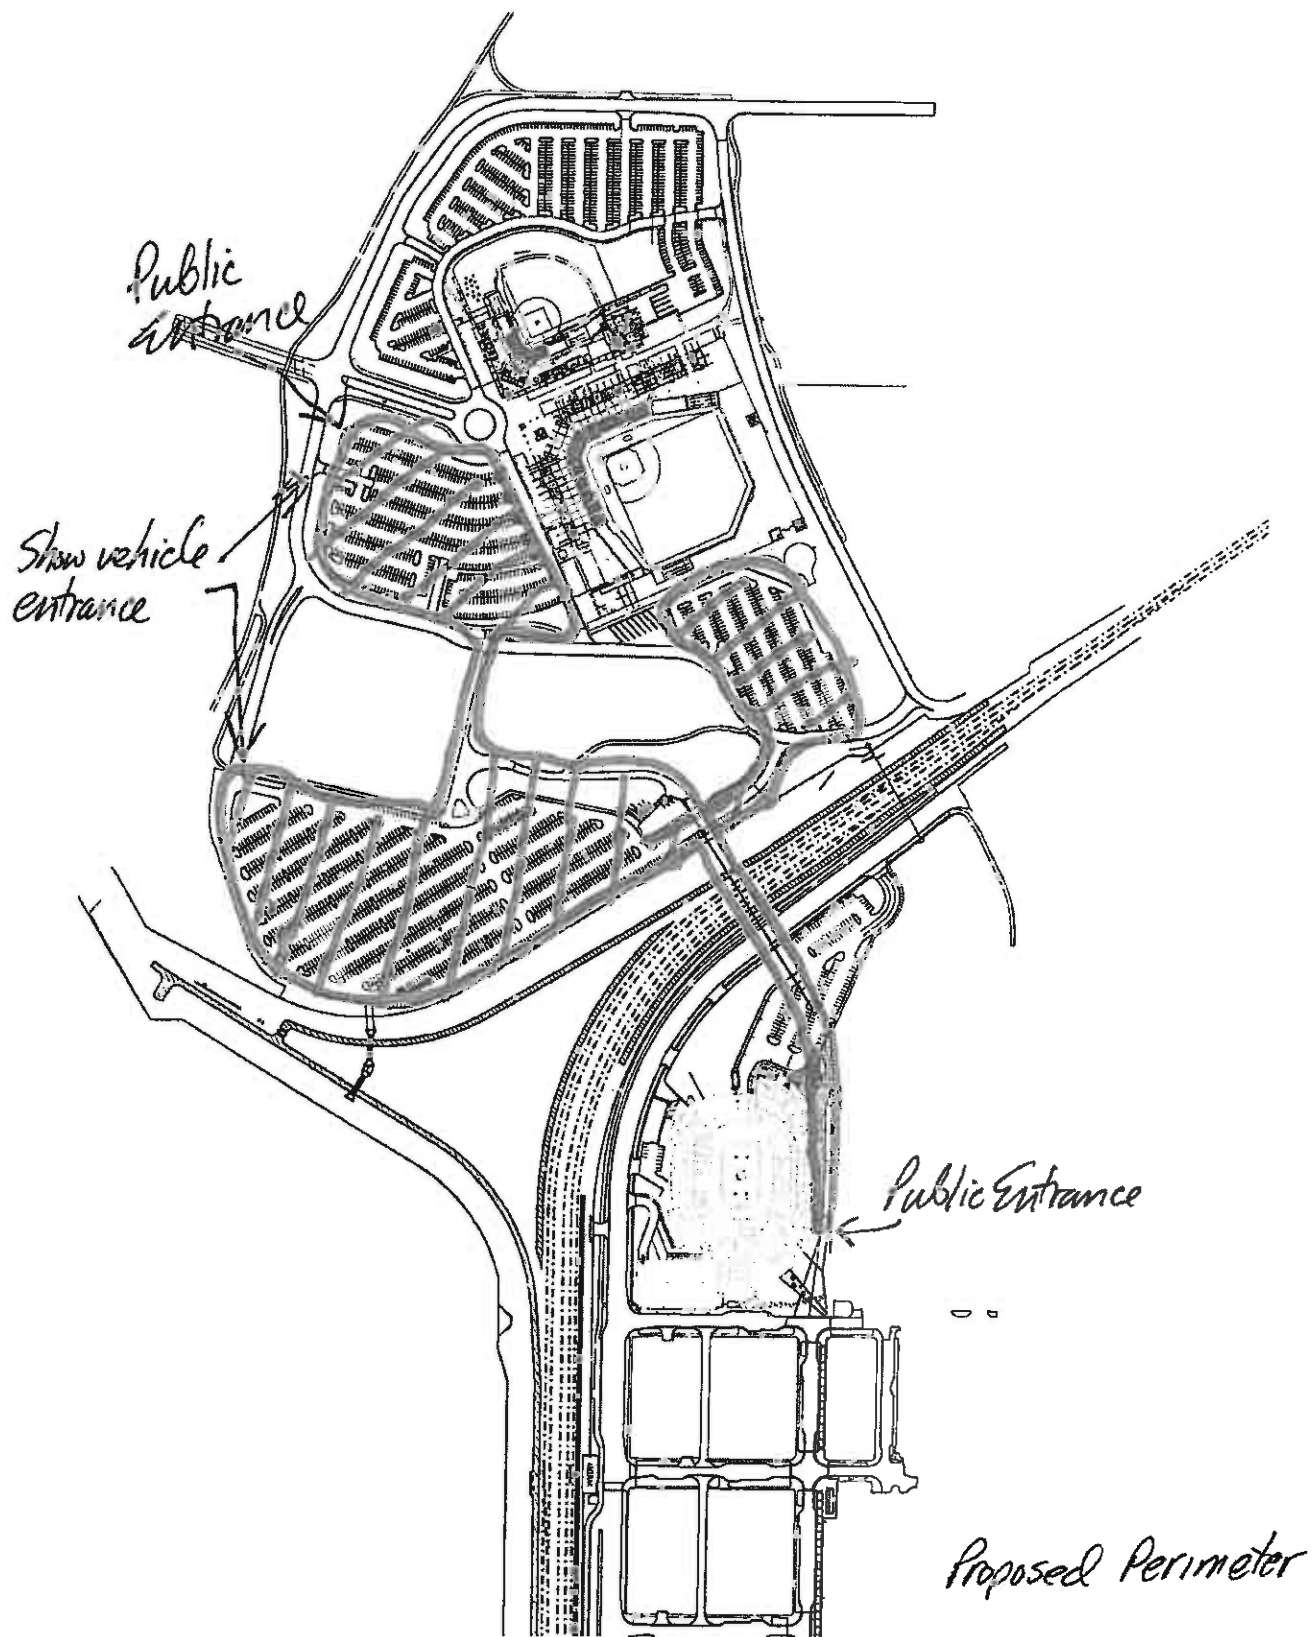 Public
Entrance
Show vehicle
entrance
Public Entrance
Proposed Perimeter